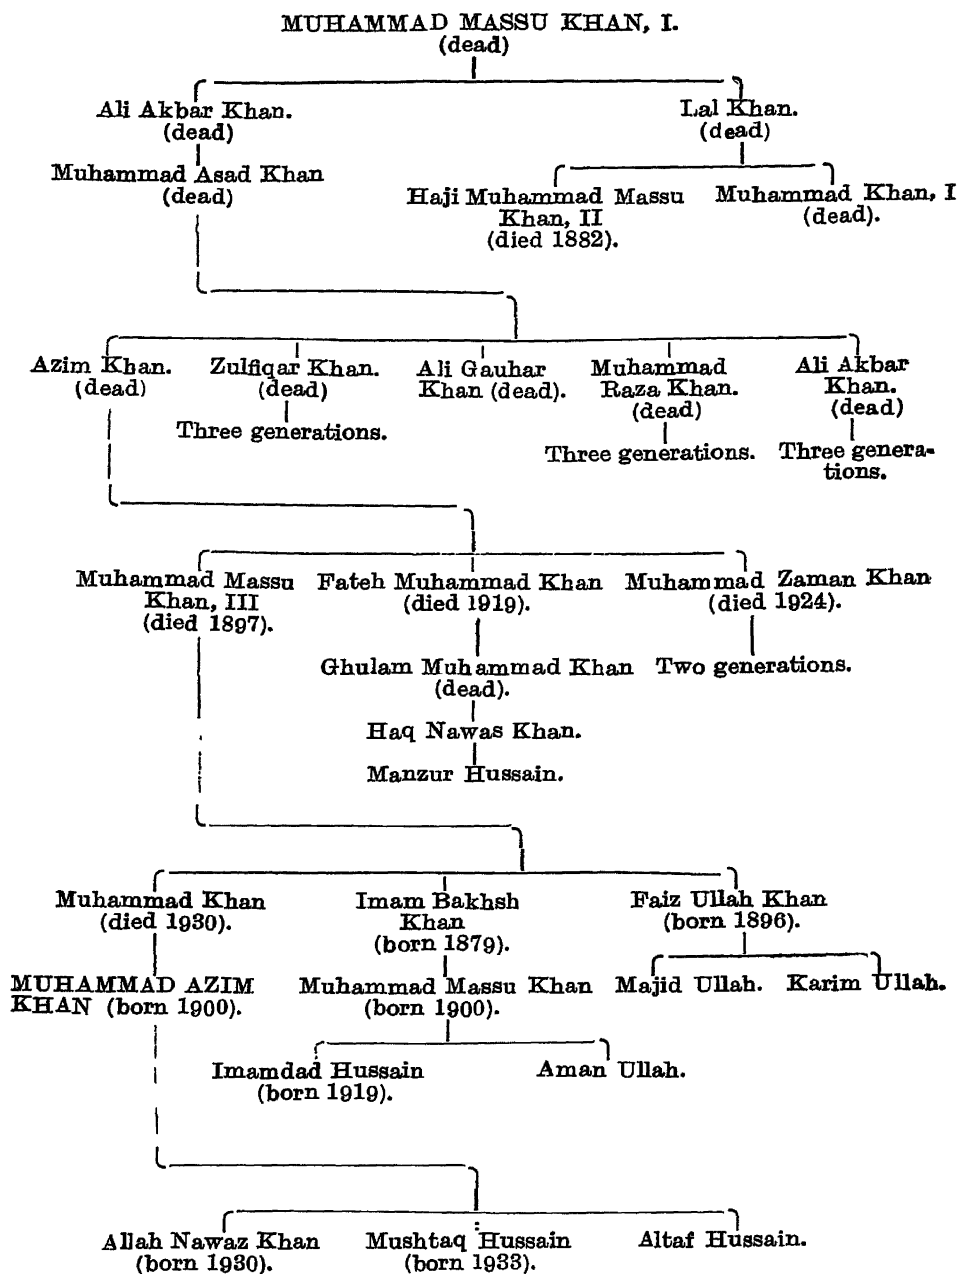 MUHAMMAD MASSU KHAN, I.
(dead)
Ali Akbar Khan.
(dead)
Lal Khan.
(dead)
Muhammad Asad Khan
(dead)
Haji Muhammad Massu
Khan, II
(died 1882).
Muhammad Khan, I
(dead).
Azim Khan.
(dead)
Zulfiqar Khan.
(dead)
Three generations.
Ali Gauhar
Khan (dead).
Muhammad
Raza Khan.
(dead)
Three generations.
Ali Akbar
Khan.
(dead)
Three genera-
tions.
Muhammad Massu
Khan, III
(died 1897).
Fateh Muhammad Khan
(died 1919).
Muhammad Zaman Khan
(died 1924).
Ghulam Muhammad Khan
(dead).
Two generations.
Haq Nawas Khan.
Manzur Hussain.
Muhammad Khan
(died 1930).
Imam Bakhsh
Khan
(born 1879).
Faiz Ullah Khan
(born 1896).
MUHAMMAD AZIM
KHAN (born 1900).
Muhammad Massu Khan
(born 1900).
Majid Ullah.
Karim Ullah.
Imamdad Hussain
(born 1919).
Aman Ullah.
Allah Nawaz Khan
(born 1930).
Mushtaq Hussain
(born 1933).
Altaf Hussain.